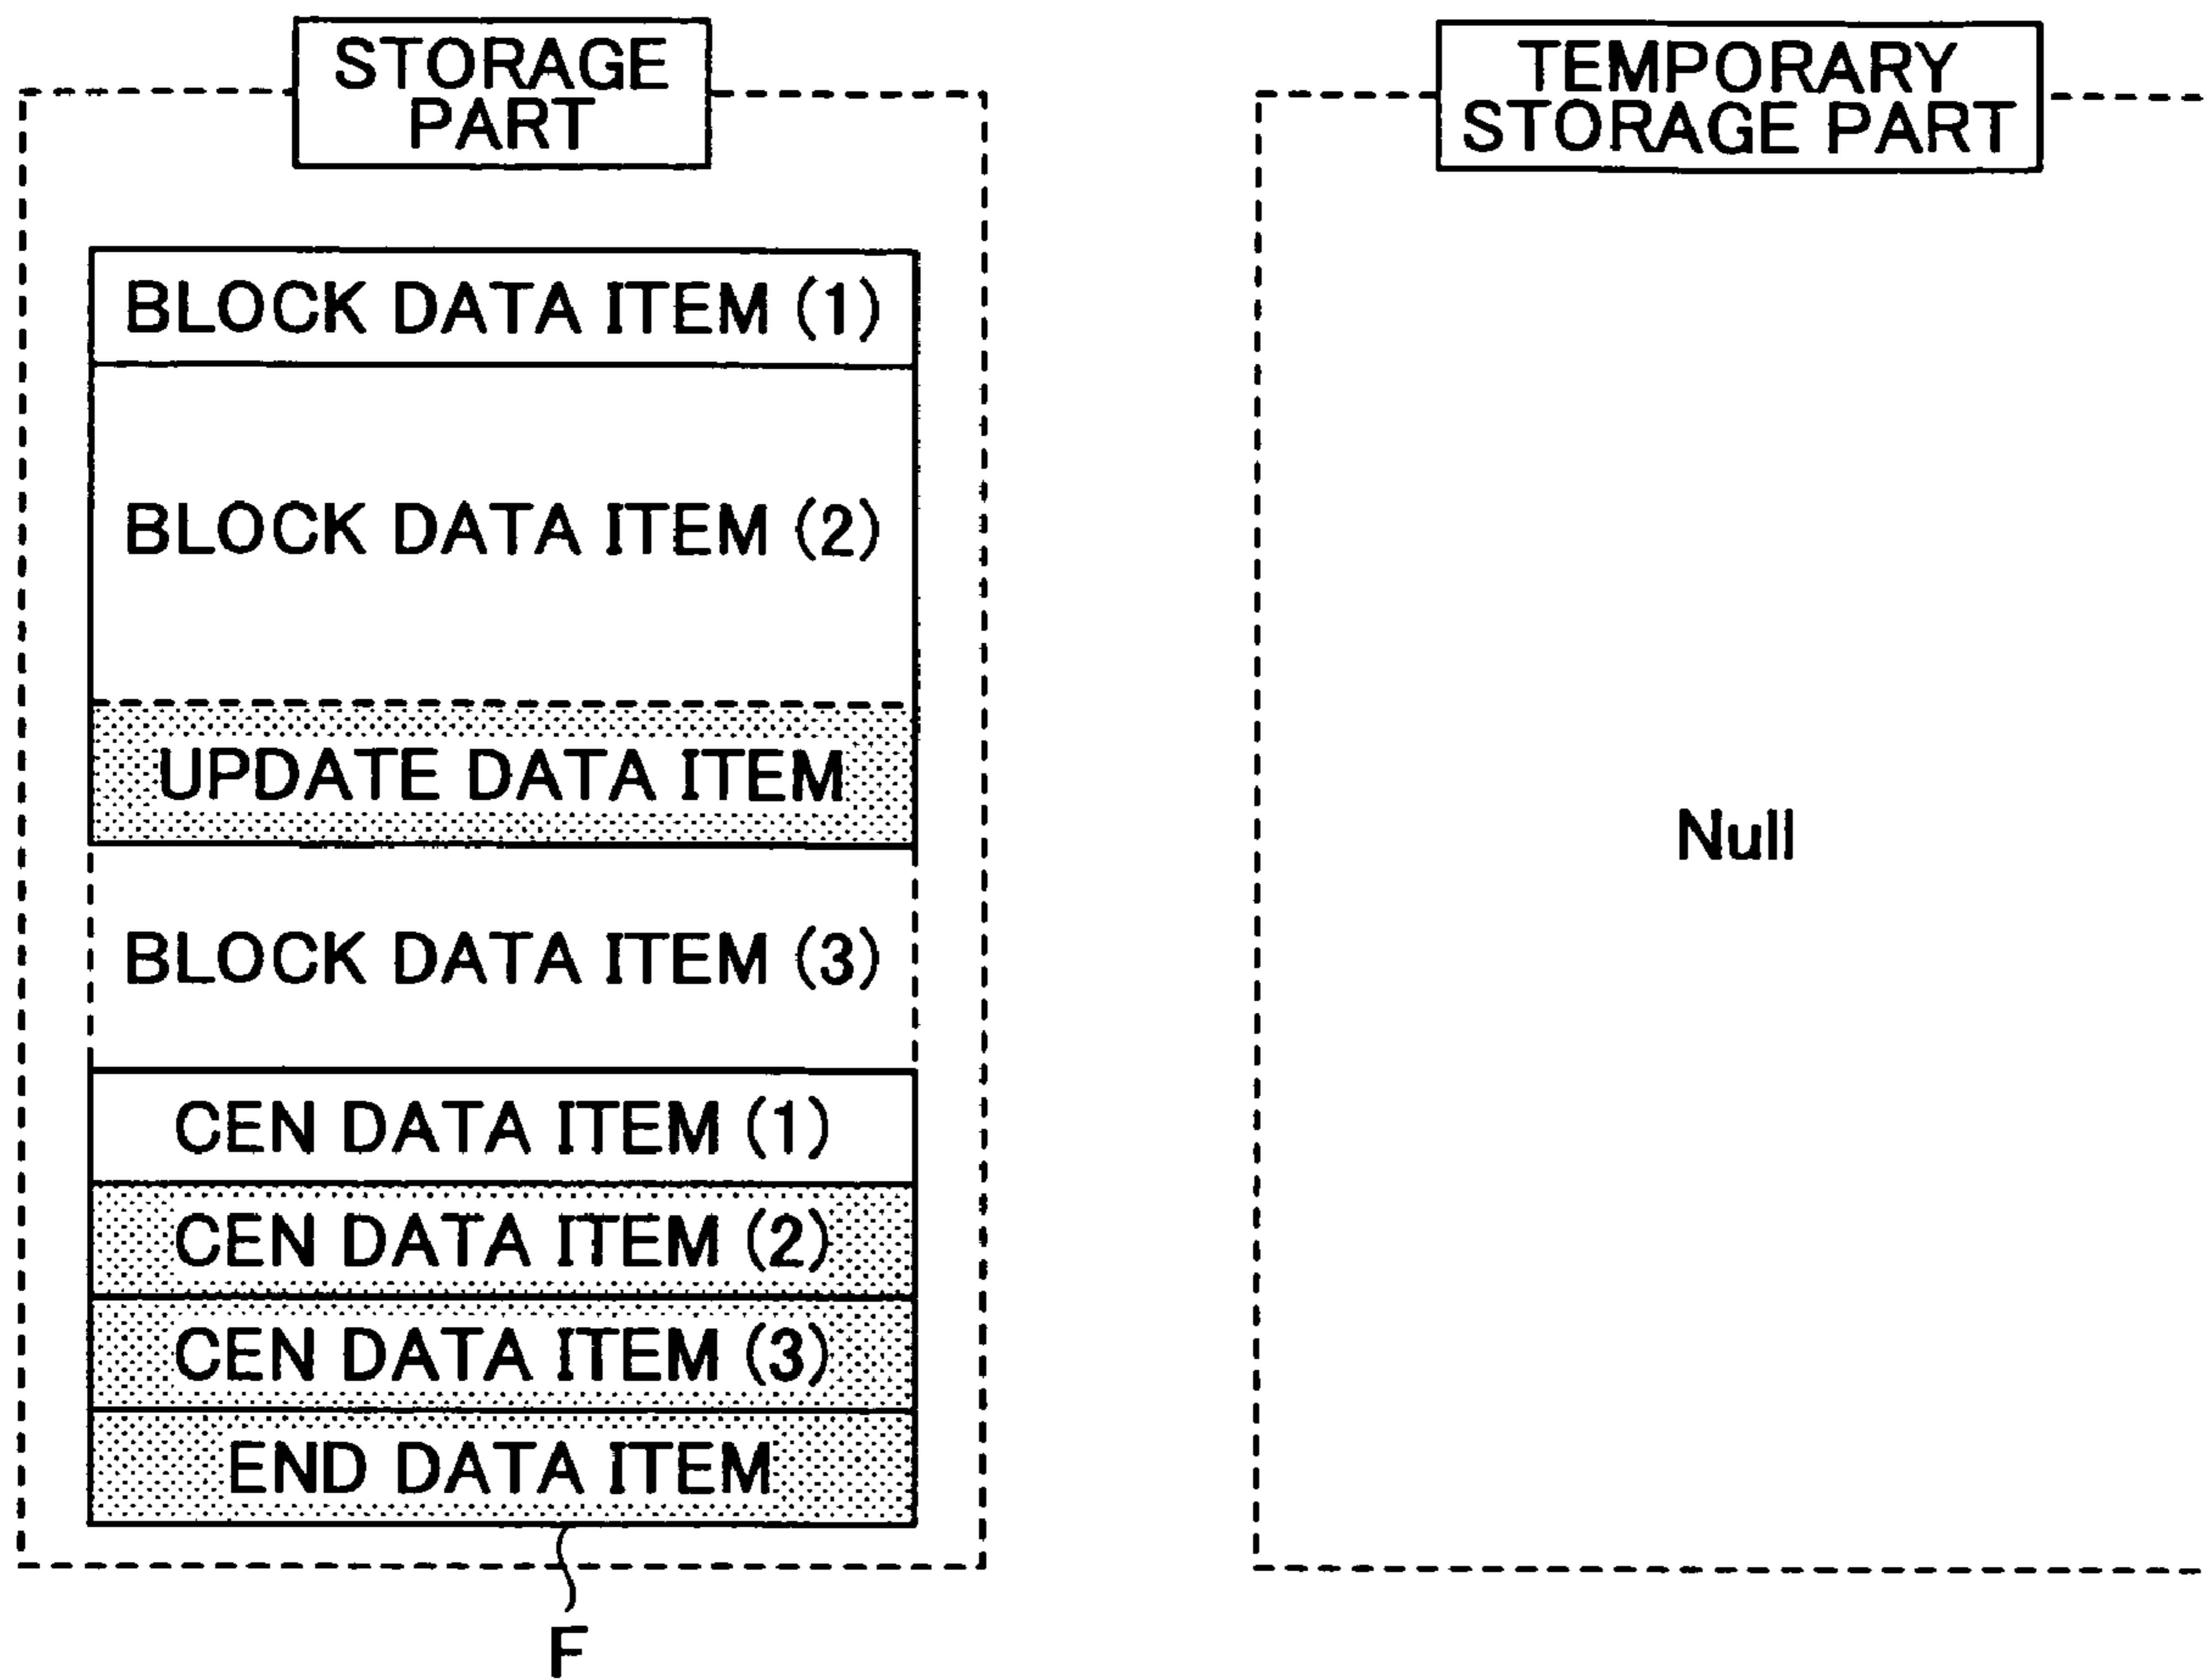 STORAGE
PART
BLOCK DATA ITEM (1)
BLOCK DATA ITEM (2)
UPDATE DATA ITEM
BLOCK DATA ITEM (3)
CEN DATA ITEM (1)
CEN DATA ITEM (2)
CEN DATA ITEM (3)
END DATA ITEM
F
TEMPORARY
STORAGE PART
Null